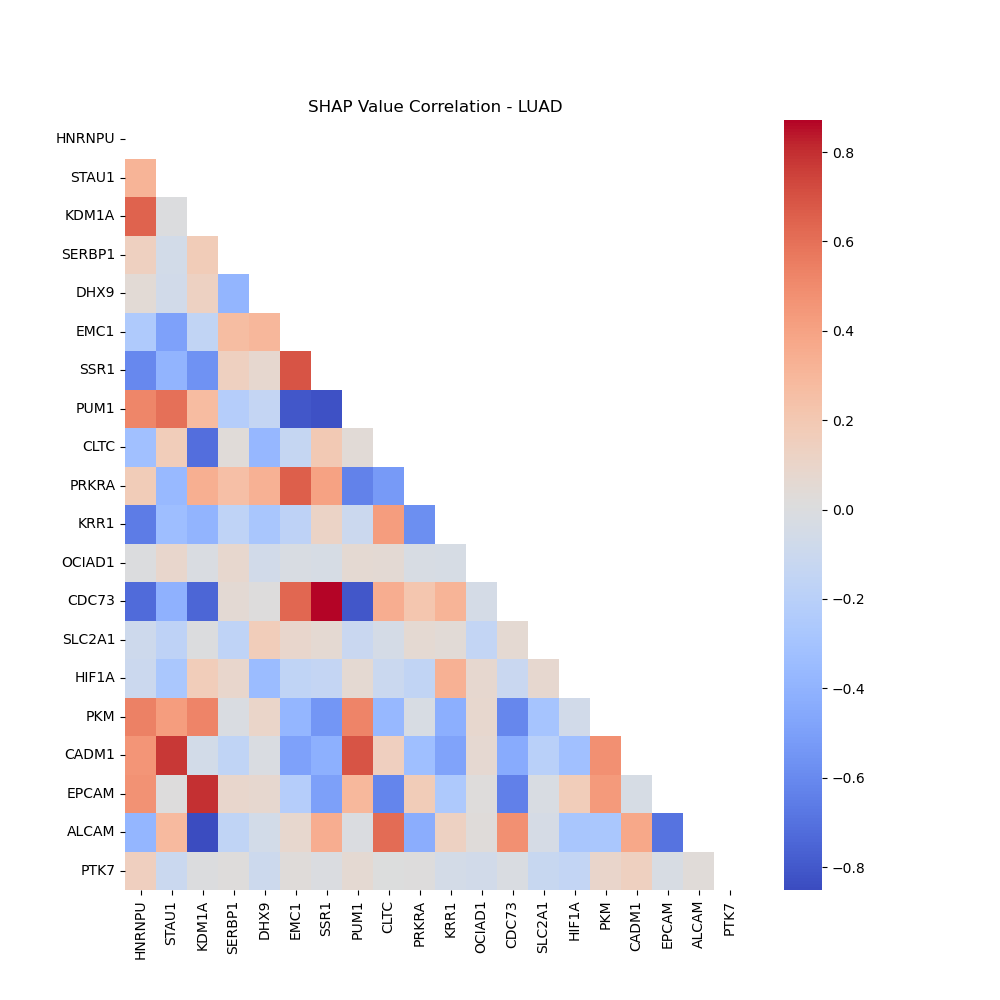 SHAP Value Correlation - LUAD
HNRNPU
STAU1
KDM1A
SERBP1
DHX9
EMC1
SSR1
PUM1
CLTC
PRKRA
KRR1
OCIAD1
CDC73
SLC2A1
HIF1A
PKM
CADM1
EPCAM
ALCAM
PTK7
HNRNPU
STAU1
KDM1A
SERBP1
DHX9
EMC1
SSR1
PUM1
CLTC
PRKRA
KRR1
OCIAD1
CDC73
SLC2A1
HIF1A
PKM
CADM1
EPCAM
ALCAM
PTK7
0.8
0.6
0.4
0.2
0.0
−0.2
−0.4
−0.6
−0.8